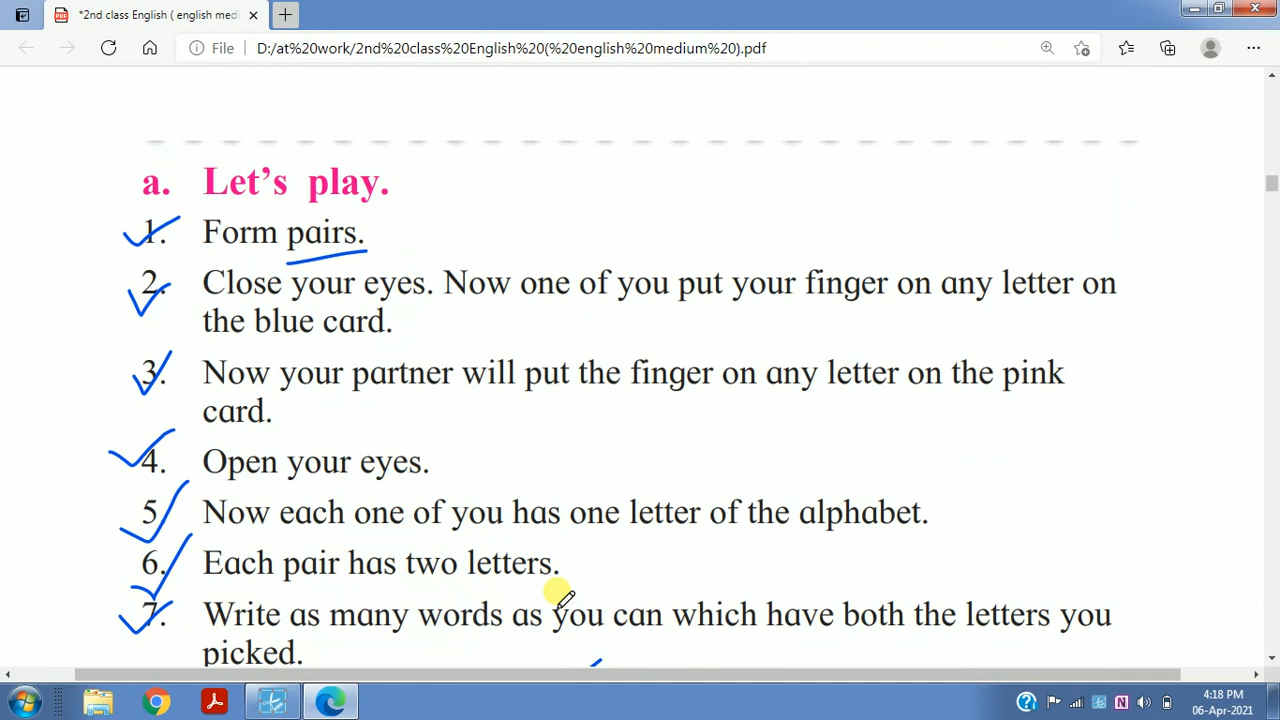 *2nd class English ( english medi
File
D:/at%20work/2nd%20class%20English%20(%20english%20medium%20).pdf
a. Let's play.
1. Form pairs.
2. Close your eyes. Now one of you put your finger on any letter on
the blue card.
3. Now your partner will put the finger on any letter on the pink
card.
4. Open your eyes.
5. Now each one of you has one letter of the alphabet.
6. Each pair has two letters.
7. Write as many words as you can which have both the letters you
picked.
4:18 PM
06-Apr-2021